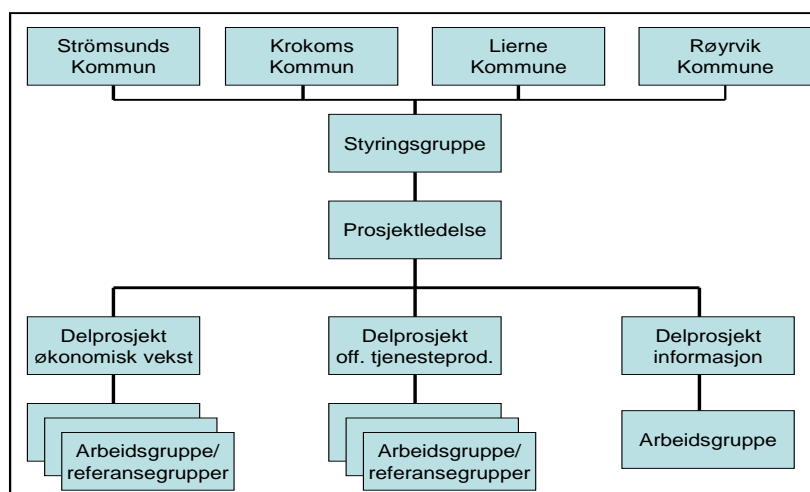 Strömsunds
Kommun
Krokoms
Kommun
Lierne
Kommune
Røyrvik
Kommune
Styringsgruppe
Prosjektledelse
Delprosjekt
økonomisk vekst
Delprosjekt
off. tjenesteprod.
Delprosjekt
informasjon
Arbeidsgruppe/
referansegrupper
Arbeidsgruppe/
referansegrupper
Arbeidsgruppe